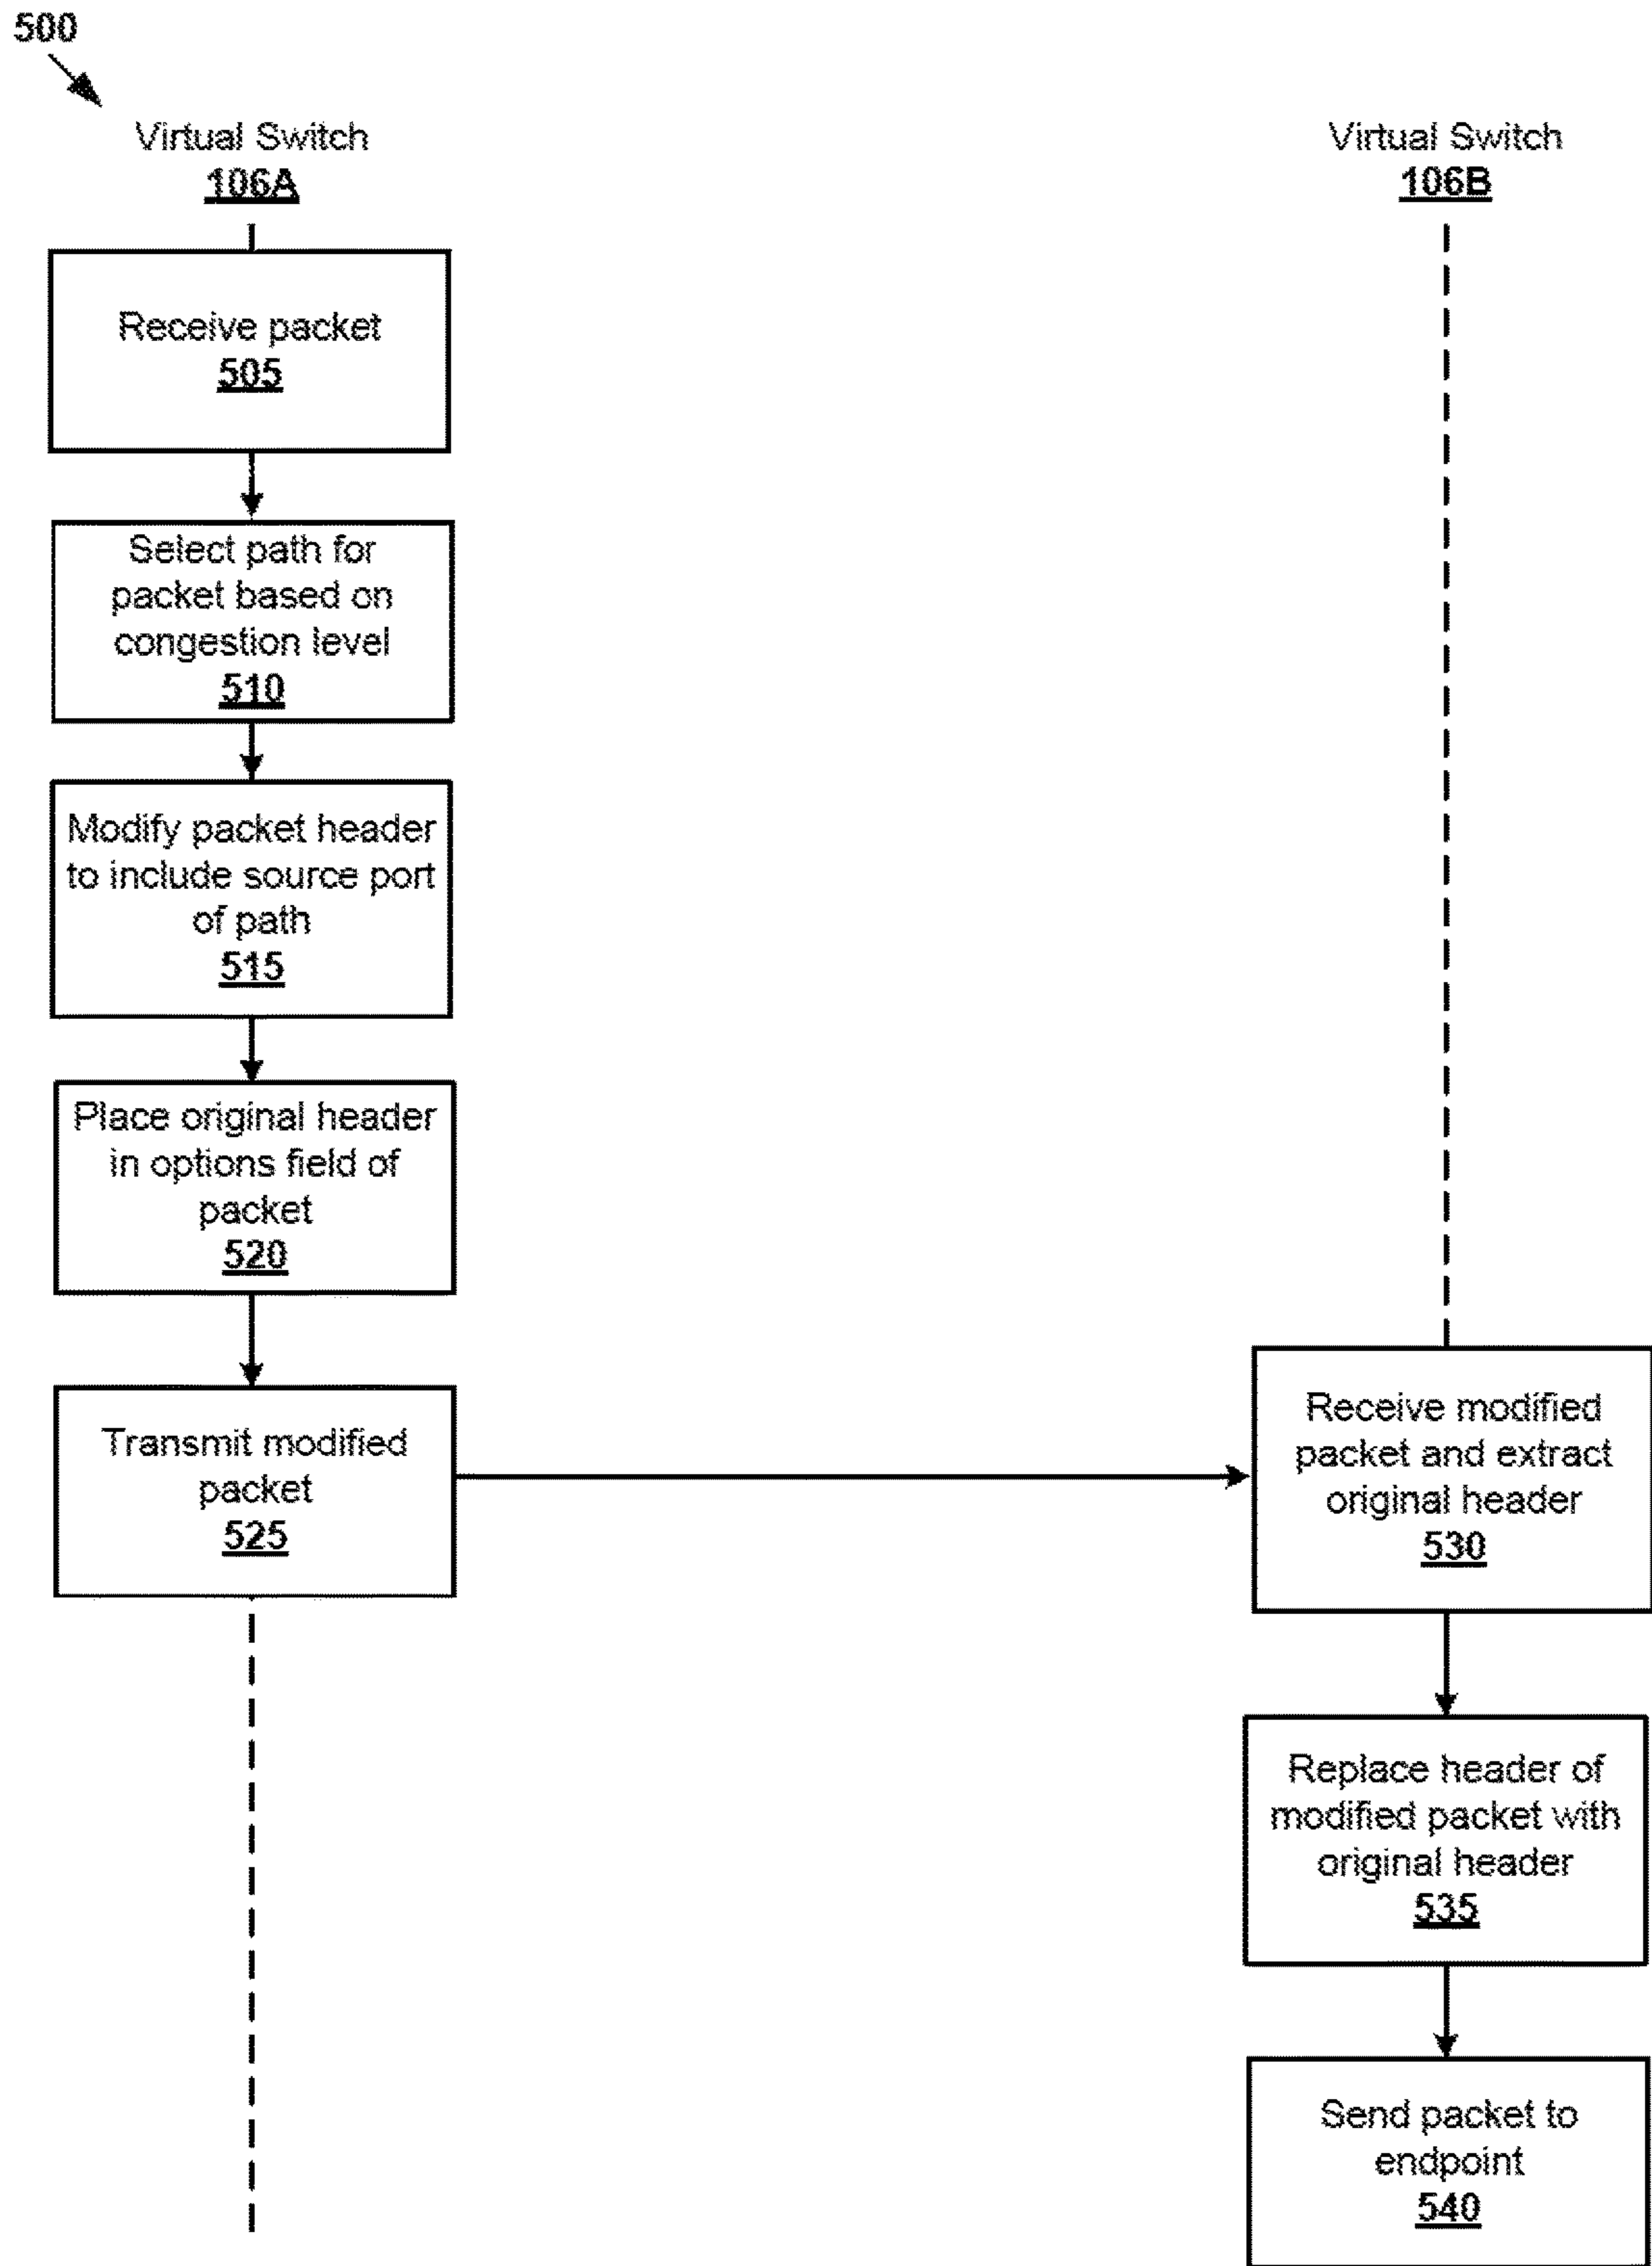 500
Virtual Switch
106A
Virtual Switch
106B
Receive packet
505
Select path for
packet based on
congestion level
510
Modify packet header
to include source port
of path
515
Place original header
in options field of
packet
520
Transmit modified
packet
525
Receive modified
packet and extract
original header
530
Replace header of
modified packet with
original header
535
Send packet to
endpoint
540